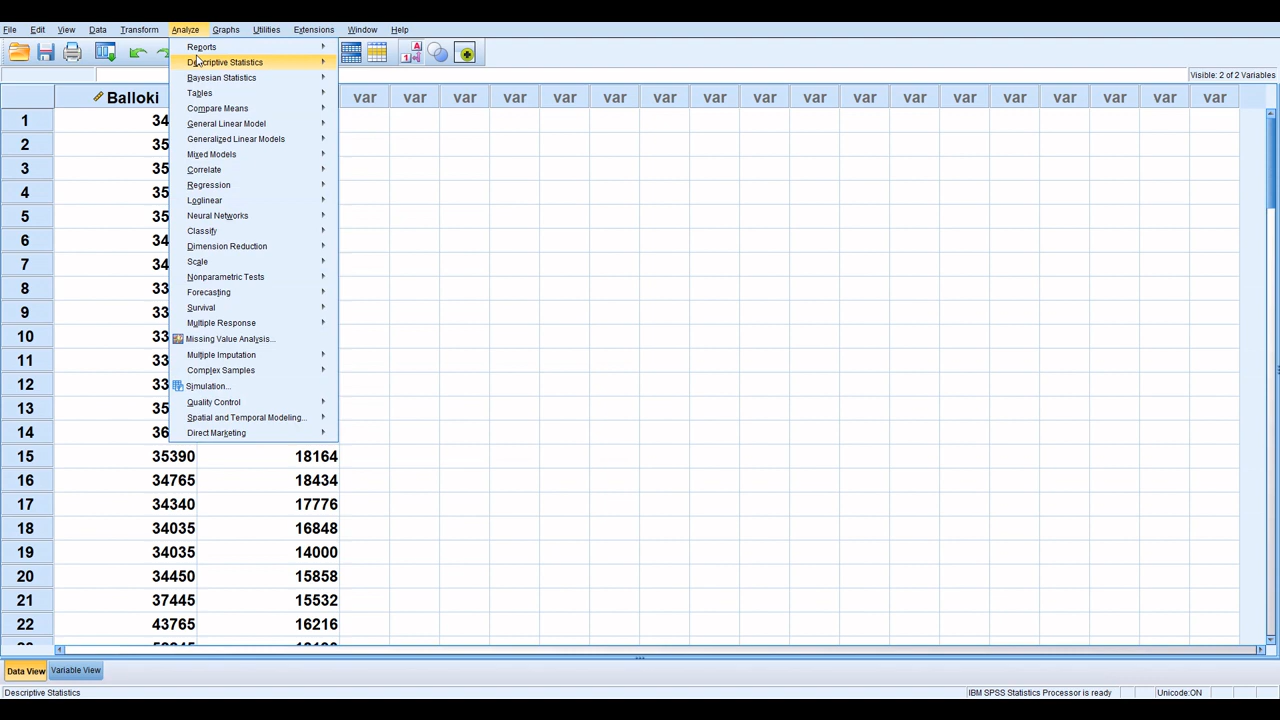 File Edit View Data Transform Analyze Graphs Utilities Extensions Window Help
Visible: 2 of 2 Variables
Balloki var var var var var var var var var var var var var var var var var var
Reports
Descriptive Statistics
Bayesian Statistics
Tables
Compare Means
General Linear Model
Generalized Linear Models
Mixed Models
Correlate
Regression
Loglinear
Neural Networks
Classify
Dimension Reduction
Scale
Nonparametric Tests
Forecasting
Survival
Multiple Response
Missing Value Analysis...
Multiple Imputation
Complex Samples
Simulation...
Quality Control
Spatial and Temporal Modeling...
Direct Marketing
1 34
2 35
3 35
4 35
5 35
6 34
7 34
8 33
9 33
10 33
11 33
12 33
13 35
14 36
15 35390 18164
16 34765 18434
17 34340 17776
18 34035 16848
19 34035 14000
20 34450 15858
21 37445 15532
22 43765 16216
Data View Variable View
Descriptive Statistics IBM SPSS Statistics Processor is ready Unicode:ON